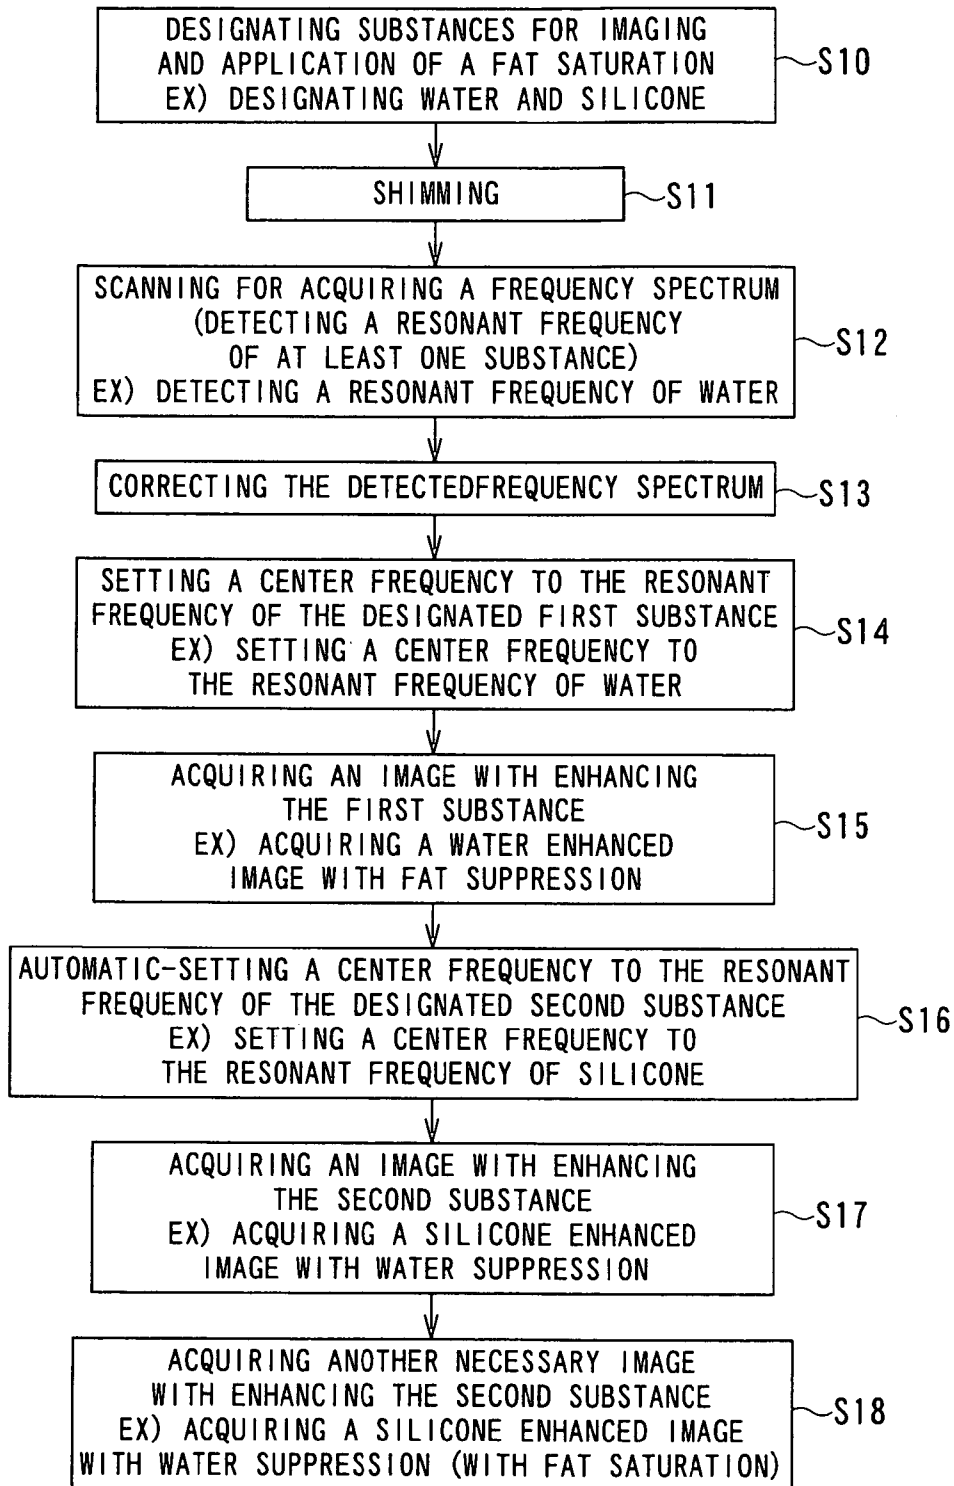 DESIGNATING SUBSTANCES FOR IMAGING
AND APPLICATION OF A FAT SATURATION
EX) DESIGNATING WATER AND SILICONE
S10
SHIMMING
S11
SCANNING FOR ACQUIRING A FREQUENCY SPECTRUM
(DETECTING A RESONANT FREQUENCY
OF AT LEAST ONE SUBSTANCE)
EX) DETECTING A RESONANT FREQUENCY OF WATER
S12
CORRECTING THE DETECTEDFREQUENCY SPECTRUM
S13
SETTING A CENTER FREQUENCY TO THE RESONANT
FREQUENCY OF THE DESIGNATED FIRST SUBSTANCE
EX) SETTING A CENTER FREQUENCY TO
THE RESONANT FREQUENCY OF WATER
S14
ACQUIRING AN IMAGE WITH ENHANCING
THE FIRST SUBSTANCE
EX) ACQUIRING A WATER ENHANCED
IMAGE WITH FAT SUPPRESSION
S15
AUTOMATIC-SETTING A CENTER FREQUENCY TO THE RESONANT
FREQUENCY OF THE DESIGNATED SECOND SUBSTANCE
EX) SETTING A CENTER FREQUENCY TO
THE RESONANT FREQUENCY OF SILICONE
S16
ACQUIRING AN IMAGE WITH ENHANCING
THE SECOND SUBSTANCE
EX) ACQUIRING A SILICONE ENHANCED
IMAGE WITH WATER SUPPRESSION
S17
ACQUIRING ANOTHER NECESSARY IMAGE
WITH ENHANCING THE SECOND SUBSTANCE
EX) ACQUIRING A SILICONE ENHANCED IMAGE
WITH WATER SUPPRESSION (WITH FAT SATURATION)
S18